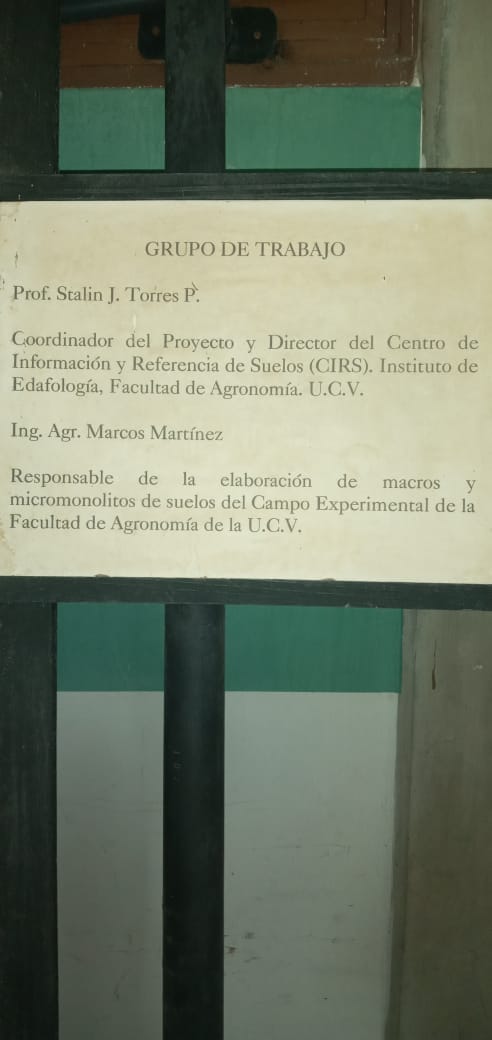 GRUPO DE TRABAJO
Prof. Stalin J. Torres P.
Coordinador del Proyecto y Director del Centro de
Información y Referencia de Suelos (CIRS). Instituto de
Edafología, Facultad de Agronomía. U.C.V.
Ing. Agr. Marcos Martínez
Responsable de la elaboración de macros y
micromonolitos de suelos del Campo Experimental de la
Facultad de Agronomía de la U.C.V.